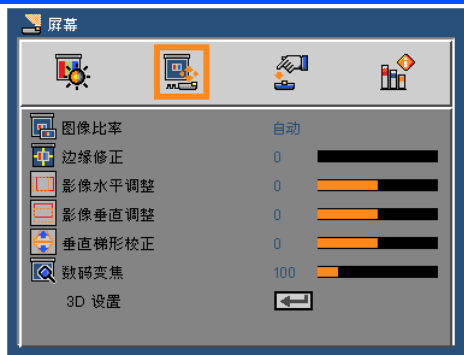 屏幕
图像比率 自动
边缘修正 0
影像水平调整 0
影像垂直调整 0
垂直梯形校正 0
数码变焦 100
3D 设置